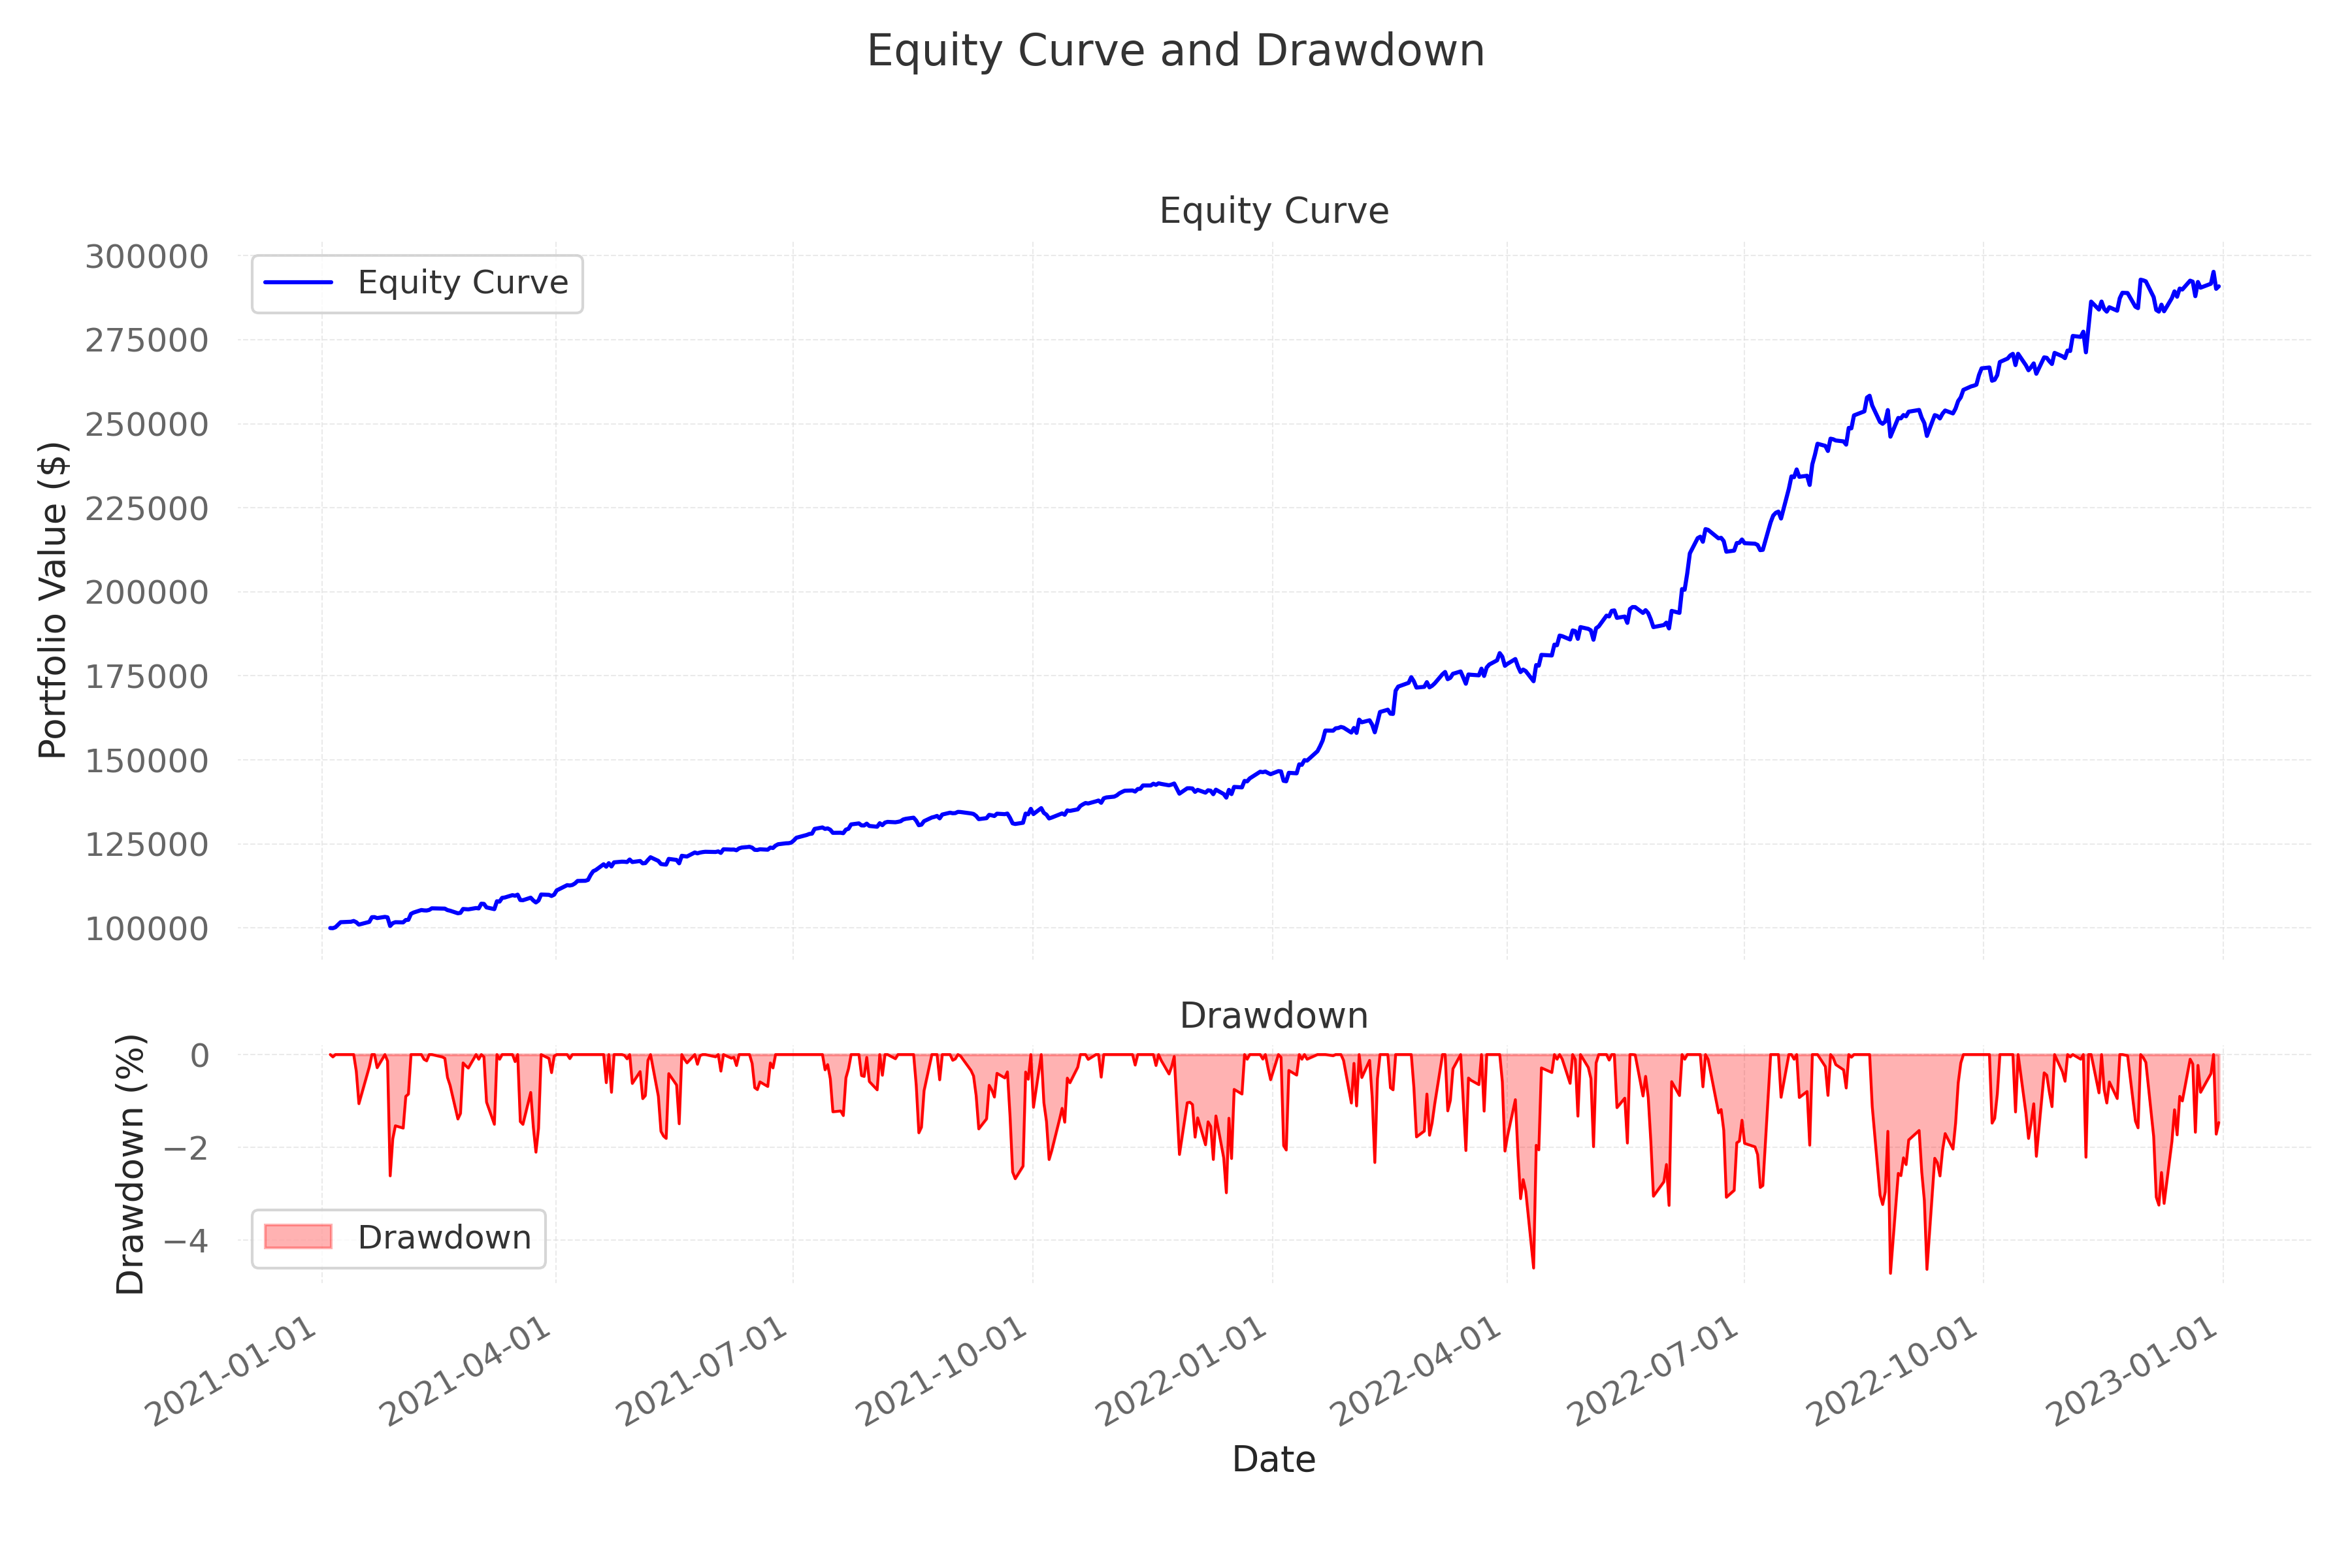 Equity Curve and Drawdown
Equity Curve
Equity Curve
Portfolio Value ($)
300000
275000
250000
225000
200000
175000
150000
125000
100000
Drawdown
Drawdown (%)
0
−2
−4
Drawdown
2021-01-01
2021-04-01
2021-07-01
2021-10-01
2022-01-01
2022-04-01
2022-07-01
2022-10-01
2023-01-01
Date